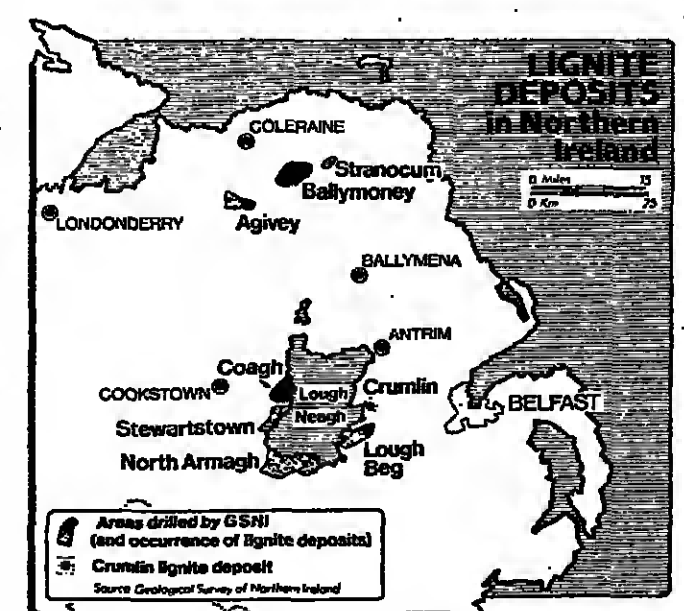 LIGNITE
DEPOSITS
in Northern
Ireland
0 Miles 15
0 Km 25
COLERAINE
Stranocum
Ballymoney
LONDONDERRY
Agivey
BALLYMENA
ANTRIM
Coagh
COOKSTOWN
Lough
Neagh
Crumlin
BELFAST
Stewartstown
North Armagh
Lough
Beg
Areas drilled by GSNI
(and occurrence of lignite deposits)
Crumlin lignite deposit
Source Geological Survey of Northern Ireland